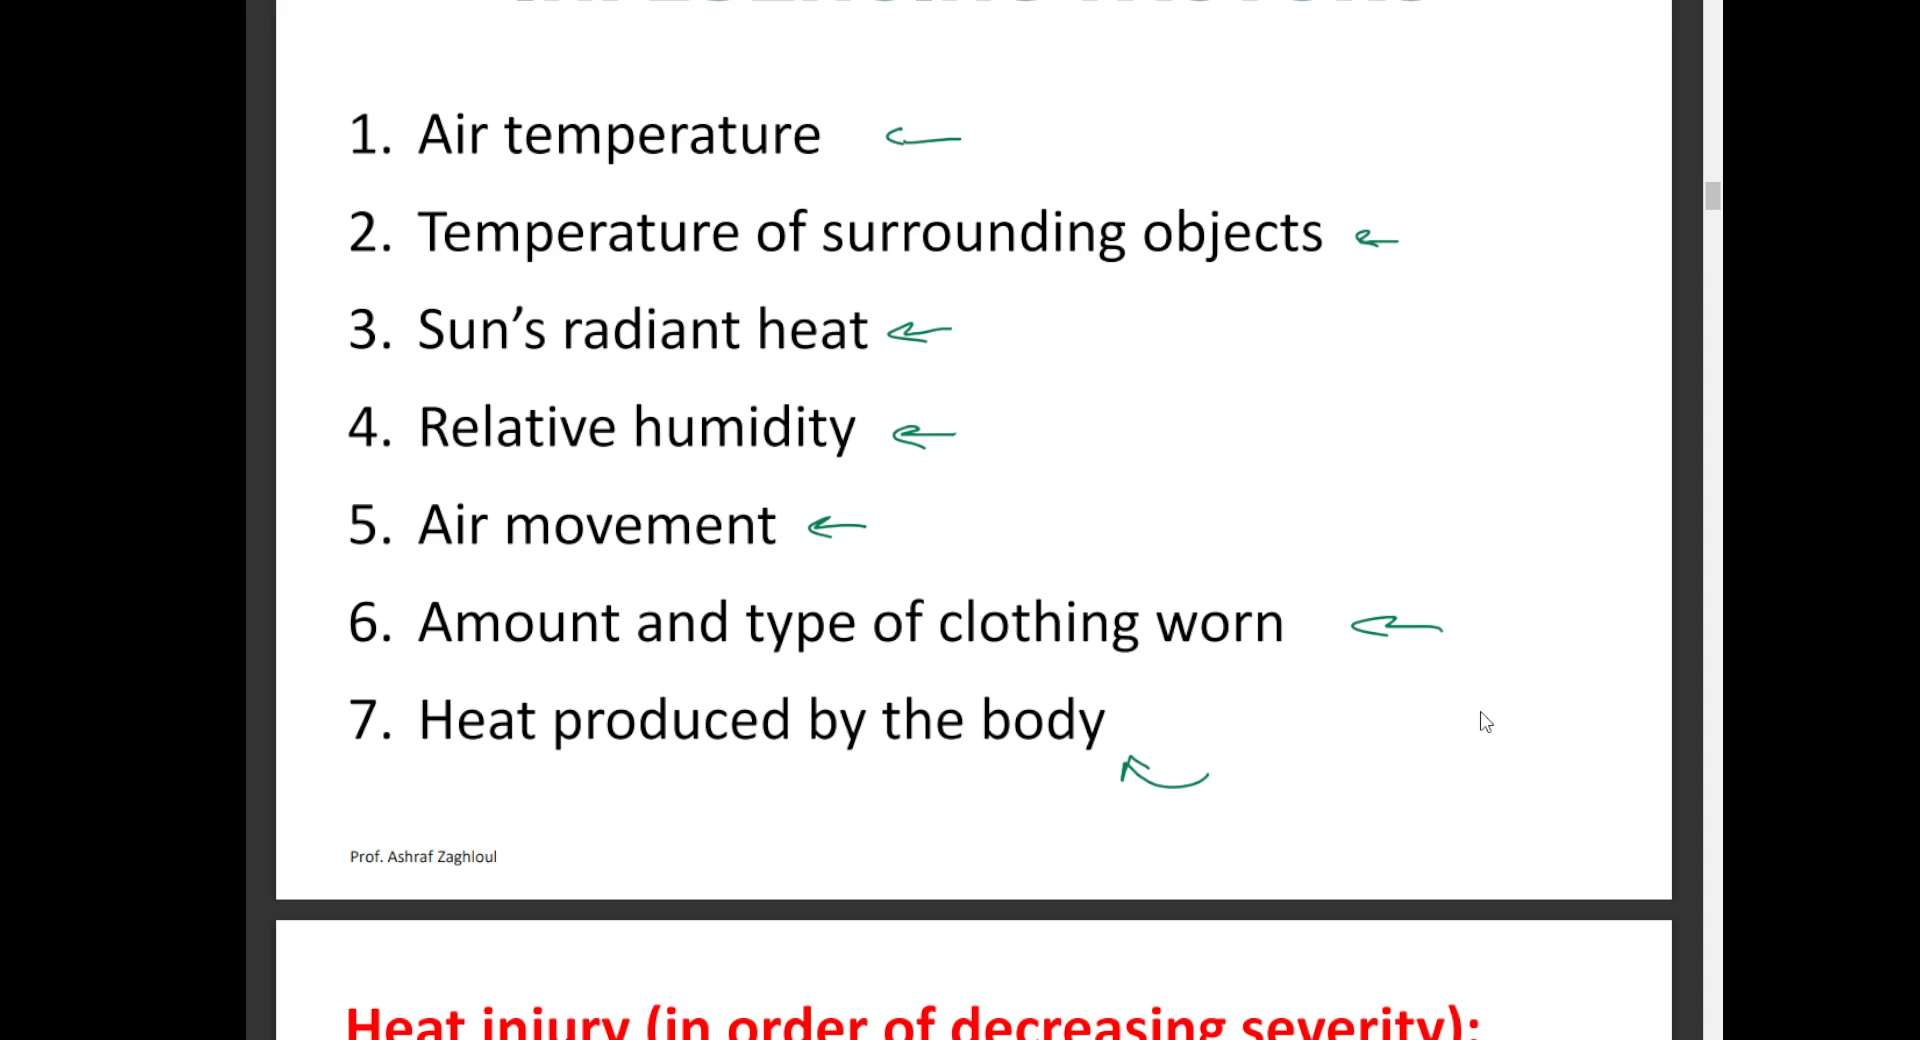 1. Air temperature
2. Temperature of surrounding objects
3. Sun’s radiant heat
4. Relative humidity
5. Air movement
6. Amount and type of clothing worn
7. Heat produced by the body
Prof. Ashraf Zaghloul
Heat injury (in order of decreasing severity):